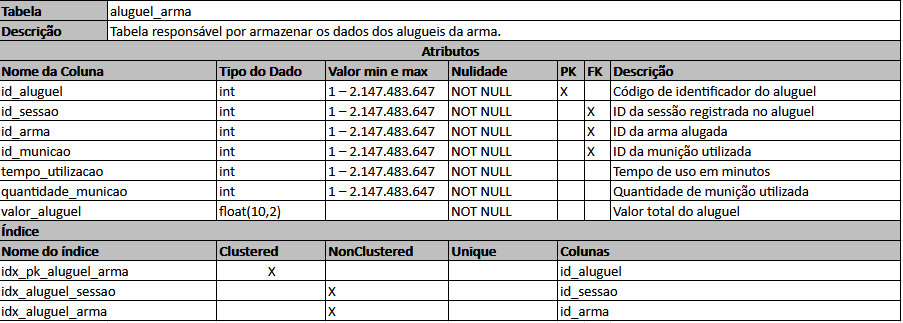 Tabela aluguel_arma
Descrição Tabela responsável por armazenar os dados dos alugueis da arma.
Atributos
Nome da Coluna Tipo do Dado Valor min e max Nulidade PK FK Descrição
id_aluguel int 1 – 2.147.483.647 NOT NULL X Código de identificador do aluguel
id_sessao int 1 – 2.147.483.647 NOT NULL X ID da sessão registrada no aluguel
id_arma int 1 – 2.147.483.647 NOT NULL X ID da arma alugada
id_municao int 1 – 2.147.483.647 NOT NULL X ID da munição utilizada
tempo_utilizacao int 1 – 2.147.483.647 NOT NULL Tempo de uso em minutos
quantidade_municao int 1 – 2.147.483.647 NOT NULL Quantidade de munição utilizada
valor_aluguel float(10,2) NOT NULL Valor total do aluguel
Índice
Nome do índice Clustered NonClustered Unique Colunas
idx_pk_aluguel_arma X id_aluguel
idx_aluguel_sessao X id_sessao
idx_aluguel_arma X id_arma